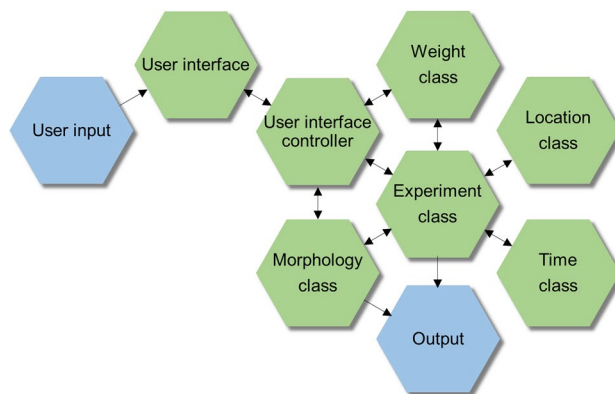 User input
User interface
User interface
controller
Weight
class
Location
class
Experiment
class
Morphology
class
Time
class
Output